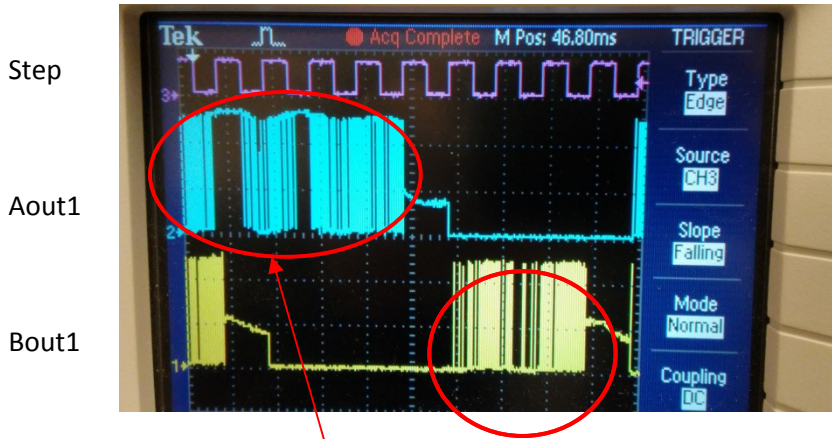 Step
Aout1
Bout1
Tek Acq Complete M Pos: 46.80ms TRIGGER
Type
Edge
Source
CH3
Slope
Falling
Mode
Normal
Coupling
DC
3
2
1